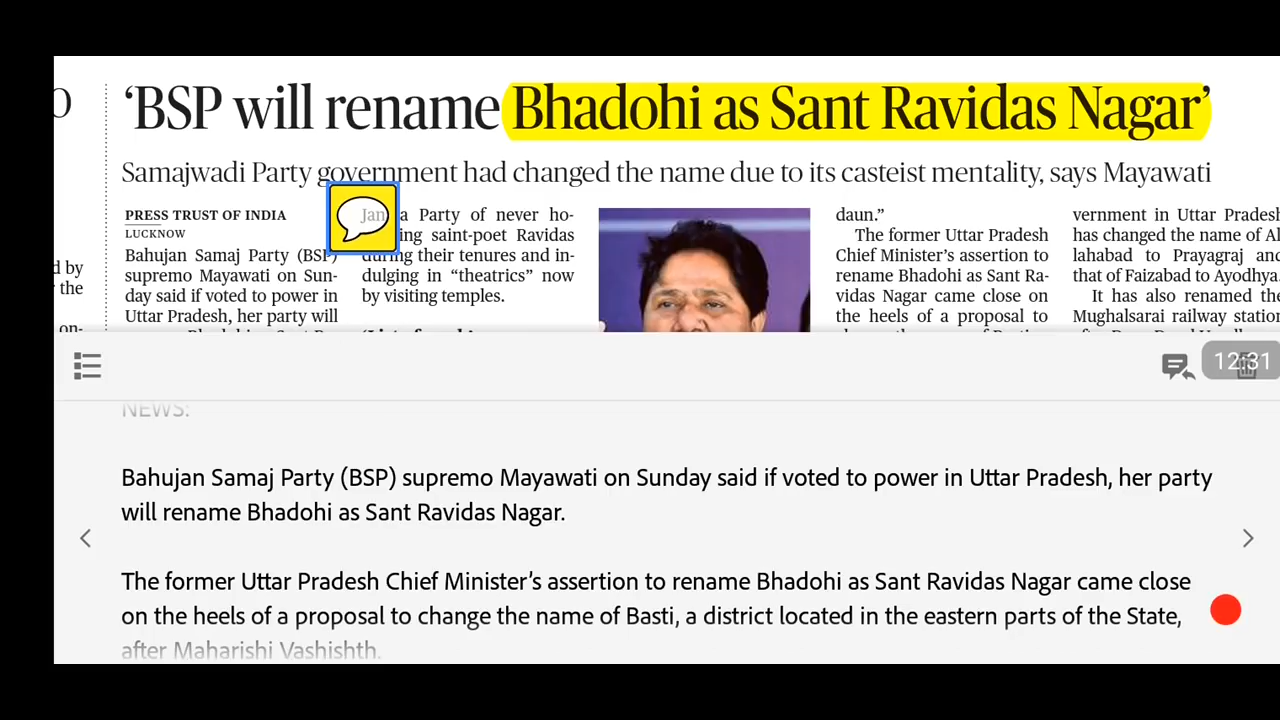 ‘BSP will rename Bhadohi as Sant Ravidas Nagar’
Samajwadi Party government had changed the name due to its casteist mentality, says Mayawati
PRESS TRUST OF INDIA
LUCKNOW
Bahujan Samaj Party (BSP)
supremo Mayawati on Sun-
day said if voted to power in
Uttar Pradesh, her party will
d by
the
on-
a Party of never ho-
ing saint-poet Ravidas
during their tenures and in-
dulging in “theatrics” now
by visiting temples.
daun.”
The former Uttar Pradesh
Chief Minister’s assertion to
rename Bhadohi as Sant Ra-
vidas Nagar came close on
the heels of a proposal to
vernment in Uttar Pradesh
has changed the name of Al
lahabad to Prayagraj and
that of Faizabad to Ayodhya.
It has also renamed the
Mughalsarai railway station
12:31
NEWS:
Bahujan Samaj Party (BSP) supremo Mayawati on Sunday said if voted to power in Uttar Pradesh, her party
will rename Bhadohi as Sant Ravidas Nagar.
The former Uttar Pradesh Chief Minister’s assertion to rename Bhadohi as Sant Ravidas Nagar came close
on the heels of a proposal to change the name of Basti, a district located in the eastern parts of the State,
after Maharishi Vashishth.